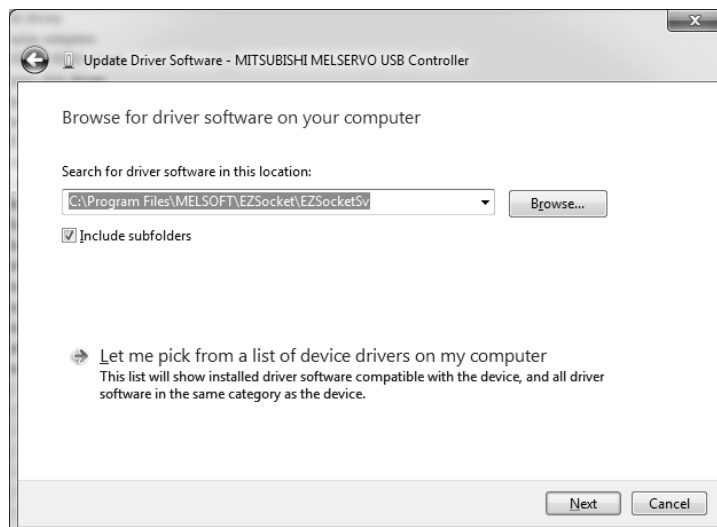 Update Driver Software - MITSUBISHI MELSERVO USB Controller
Browse for driver software on your computer
Search for driver software in this location:
C:\Program Files\MELSOFT\EZSocket\EZSocketSv
Browse...
Include subfolders
Let me pick from a list of device drivers on my computer
This list will show installed driver software compatible with the device, and all driver
software in the same category as the device.
Next
Cancel